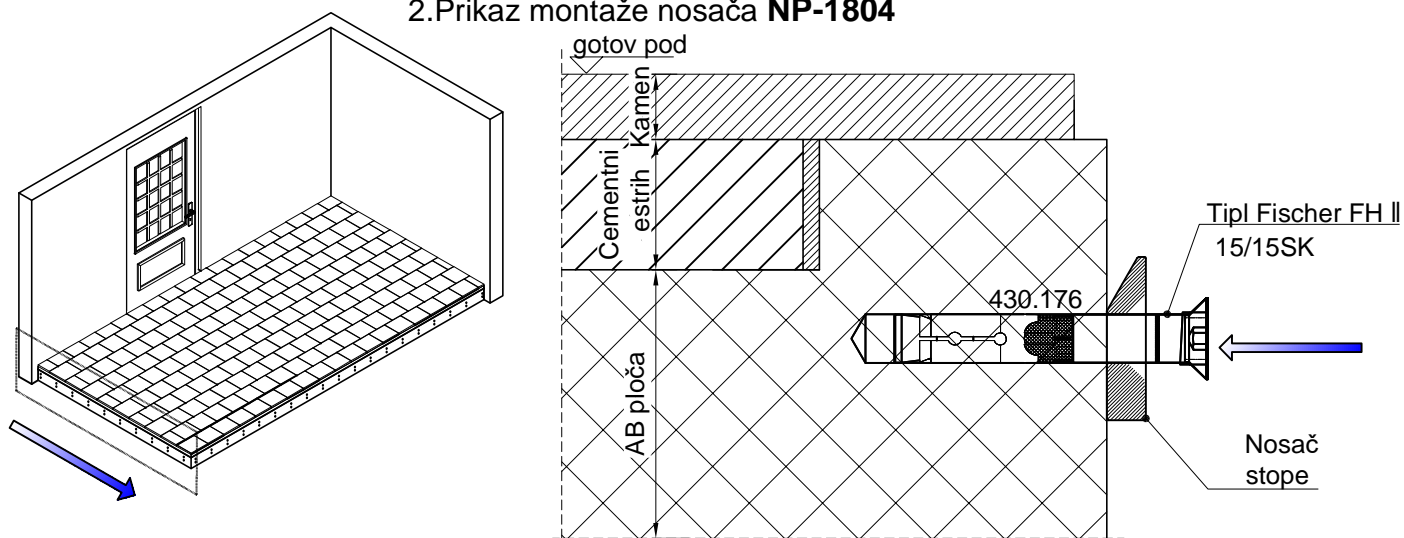 2.Prikaz montaže nosača NP-1804
gotov pod
Kamen
Cementni
estrih
AB ploča
430.176
Tipl Fischer FH II
15/15SK
Nosač
stope